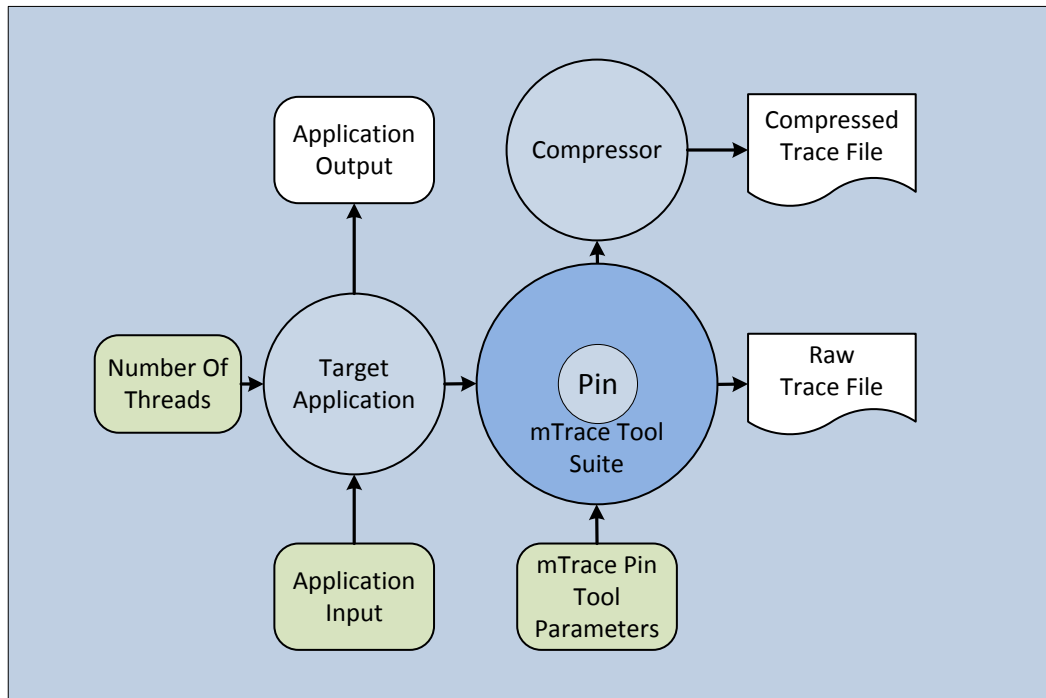 Application
Output
Compressor
Compressed
Trace File
Number Of
Threads
Target
Application
Pin
mTrace Tool
Suite
Raw
Trace File
Application
Input
mTrace Pin
Tool
Parameters